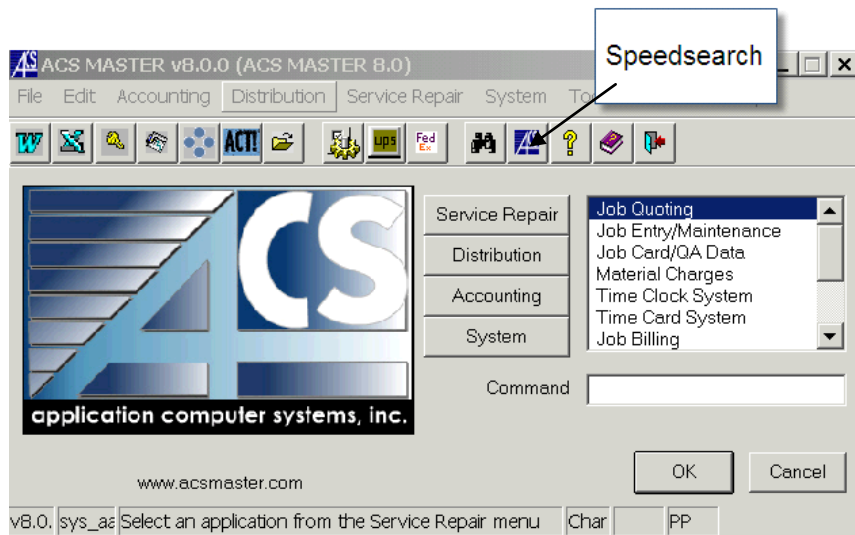 Speedsearch
ACS MASTER v8.0.0 (ACS MASTER 8.0)
File Edit Accounting Distribution Service Repair System
W X ACT! ups Fed Ex ?
ACS
application computer systems, inc.
www.acsmaster.com
Service Repair
Distribution
Accounting
System
Job Quoting
Job Entry/Maintenance
Job Card/QA Data
Material Charges
Time Clock System
Time Card System
Job Billing
Command
OK Cancel
v8.0. sys_aa Select an application from the Service Repair menu Char PP